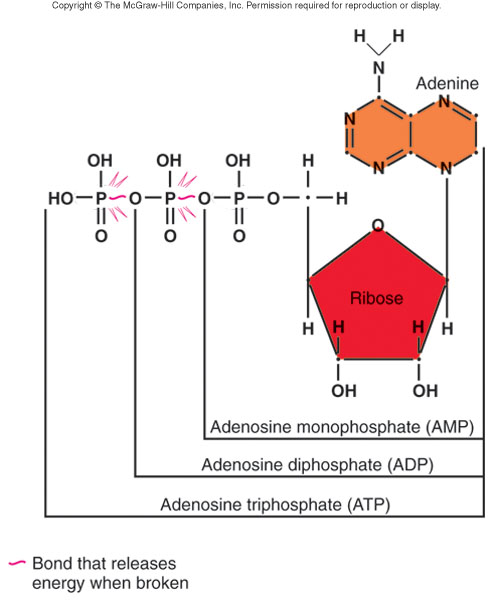 Copyright © The McGraw-Hill Companies, Inc. Permission required for reproduction or display.
H H
N
Adenine
N N
N N
OH OH OH H
HO P O P O P O H
O O O
O
Ribose
H H H H
OH OH
Adenosine monophosphate (AMP)
Adenosine diphosphate (ADP)
Adenosine triphosphate (ATP)
Bond that releases
energy when broken